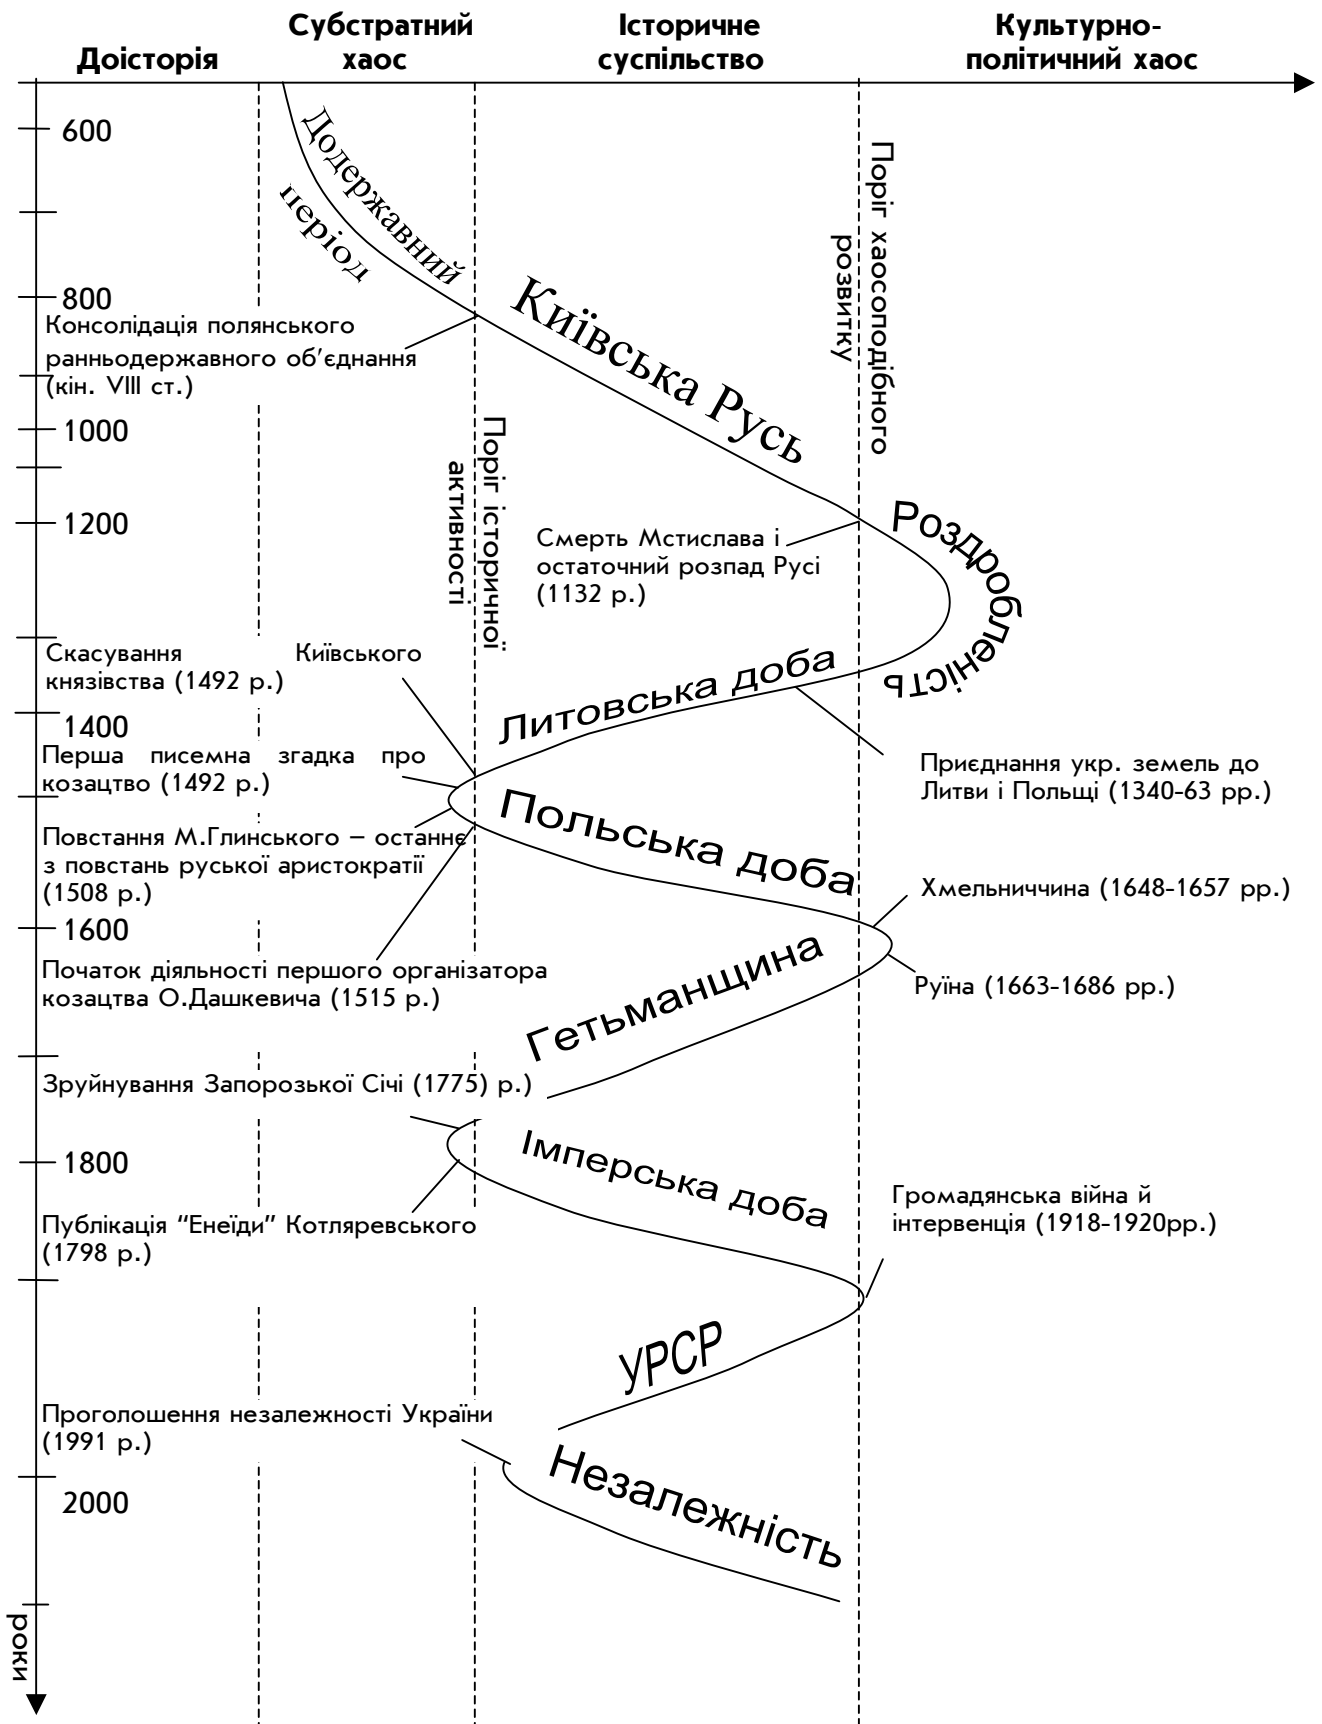 Доісторія
Субстратний
хаос
Історичне
суспільство
Культурно-
політичний хаос
600
Додержавний
період
Поріг хаосоподібного
розвитку
800
Київська Русь
Консолідація полянського
ранньодержавного об’єднання
(кін. VIII ст.)
1000
Поріг історичної
активності
1200
Роздробленість
Смерть Мстислава і
остаточний розпад Русі
(1132 р.)
Скасування Київського
князівства (1492 р.)
Литовська доба
1400
Перша писемна згадка про
козацтво (1492 р.)
Приєднання укр. земель до
Литви і Польщі (1340-63 рр.)
Польська доба
Повстання М.Глинського – останнє
з повстань руської аристократії
(1508 р.)
Хмельниччина (1648-1657 рр.)
1600
Гетьманщина
Початок діяльності першого організатора
козацтва О.Дашкевича (1515 р.)
Руїна (1663-1686 рр.)
Зруйнування Запорозької Січі (1775) р.)
Імперська доба
1800
Публікація “Енеїди” Котляревського
(1798 р.)
Громадянська війна й
інтервенція (1918-1920рр.)
УРСР
Проголошення незалежності України
(1991 р.)
Незалежність
2000
роки